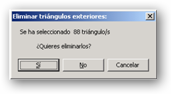 Eliminar triángulos exteriores:
Se ha seleccionado 88 triángulo/s
¿Quieres eliminarlos?
Sí No Cancelar